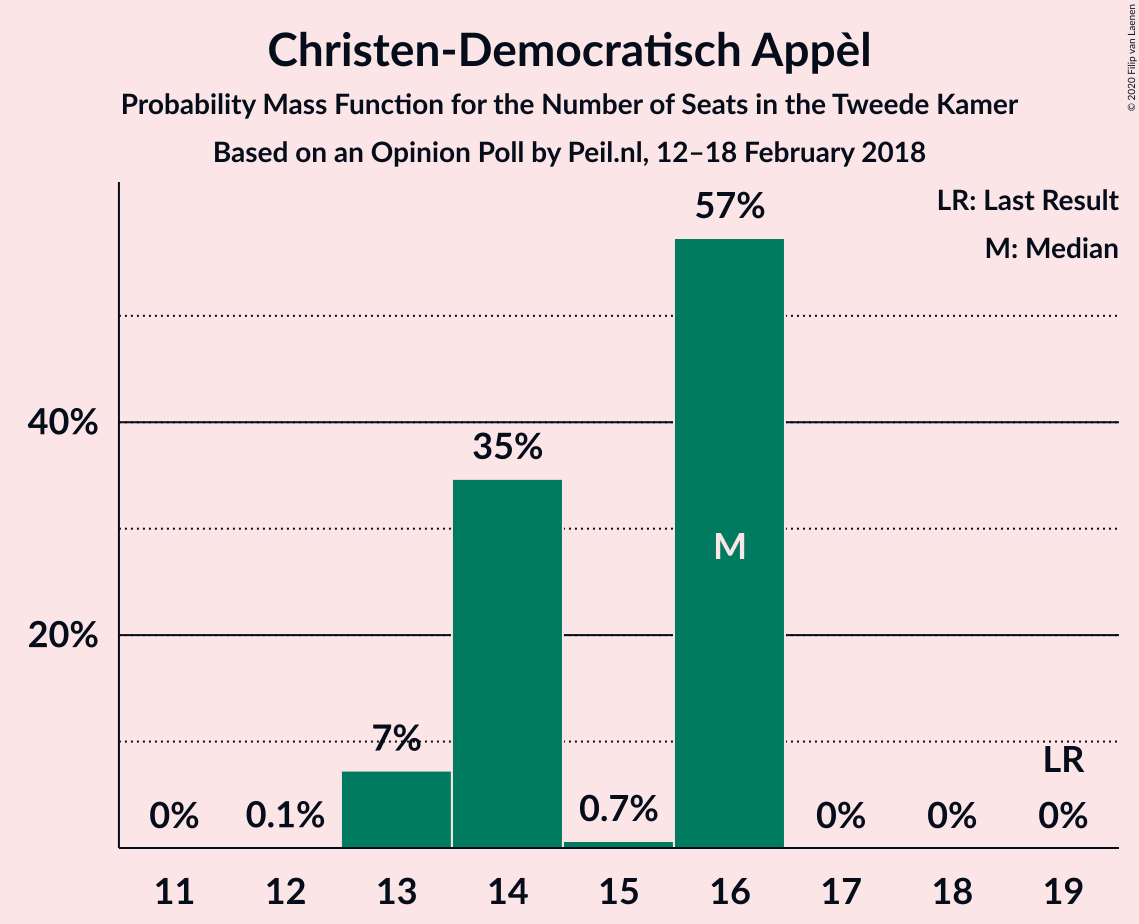 Christen-Democratisch Appèl
Probability Mass Function for the Number of Seats in the Tweede Kamer
Based on an Opinion Poll by Peil.nl, 12–18 February 2018
© 2020 Filip van Laenen
LR: Last Result
M: Median
57%
40%
35%
M
20%
7%
LR
0% 0.1% 0.7% 0% 0% 0%
11 12 13 14 15 16 17 18 19